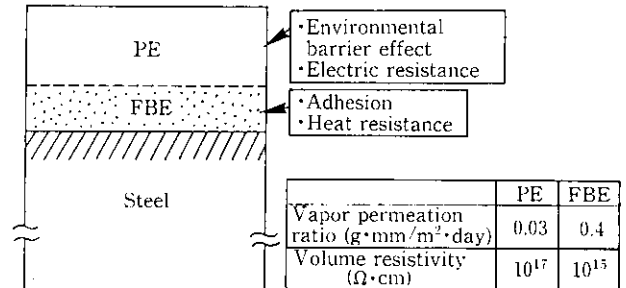 PE
·Environmental
barrier effect
·Electric resistance
FBE
·Adhesion
·Heat resistance
Steel
PE FBE
Vapor permeation
ratio (g·mm/m²·day) 0.03 0.4
Volume resistivity
(Ω·cm) 10¹⁷ 10¹⁵